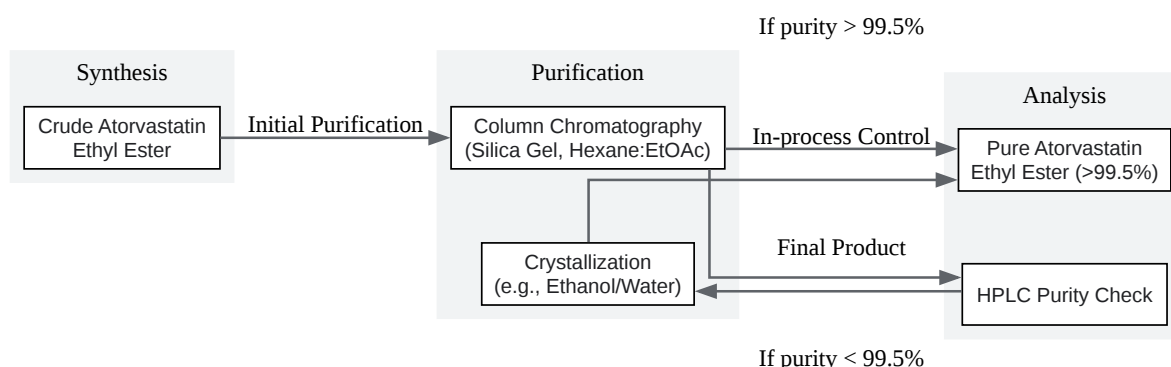 If purity > 99.5%
Synthesis
Purification
Analysis
Crude Atorvastatin
Ethyl Ester
Initial Purification
Column Chromatography
(Silica Gel, Hexane:EtOAc)
In-process Control
Pure Atorvastatin
Ethyl Ester (>99.5%)
Crystallization
(e.g., Ethanol/Water)
Final Product
HPLC Purity Check
If purity < 99.5%